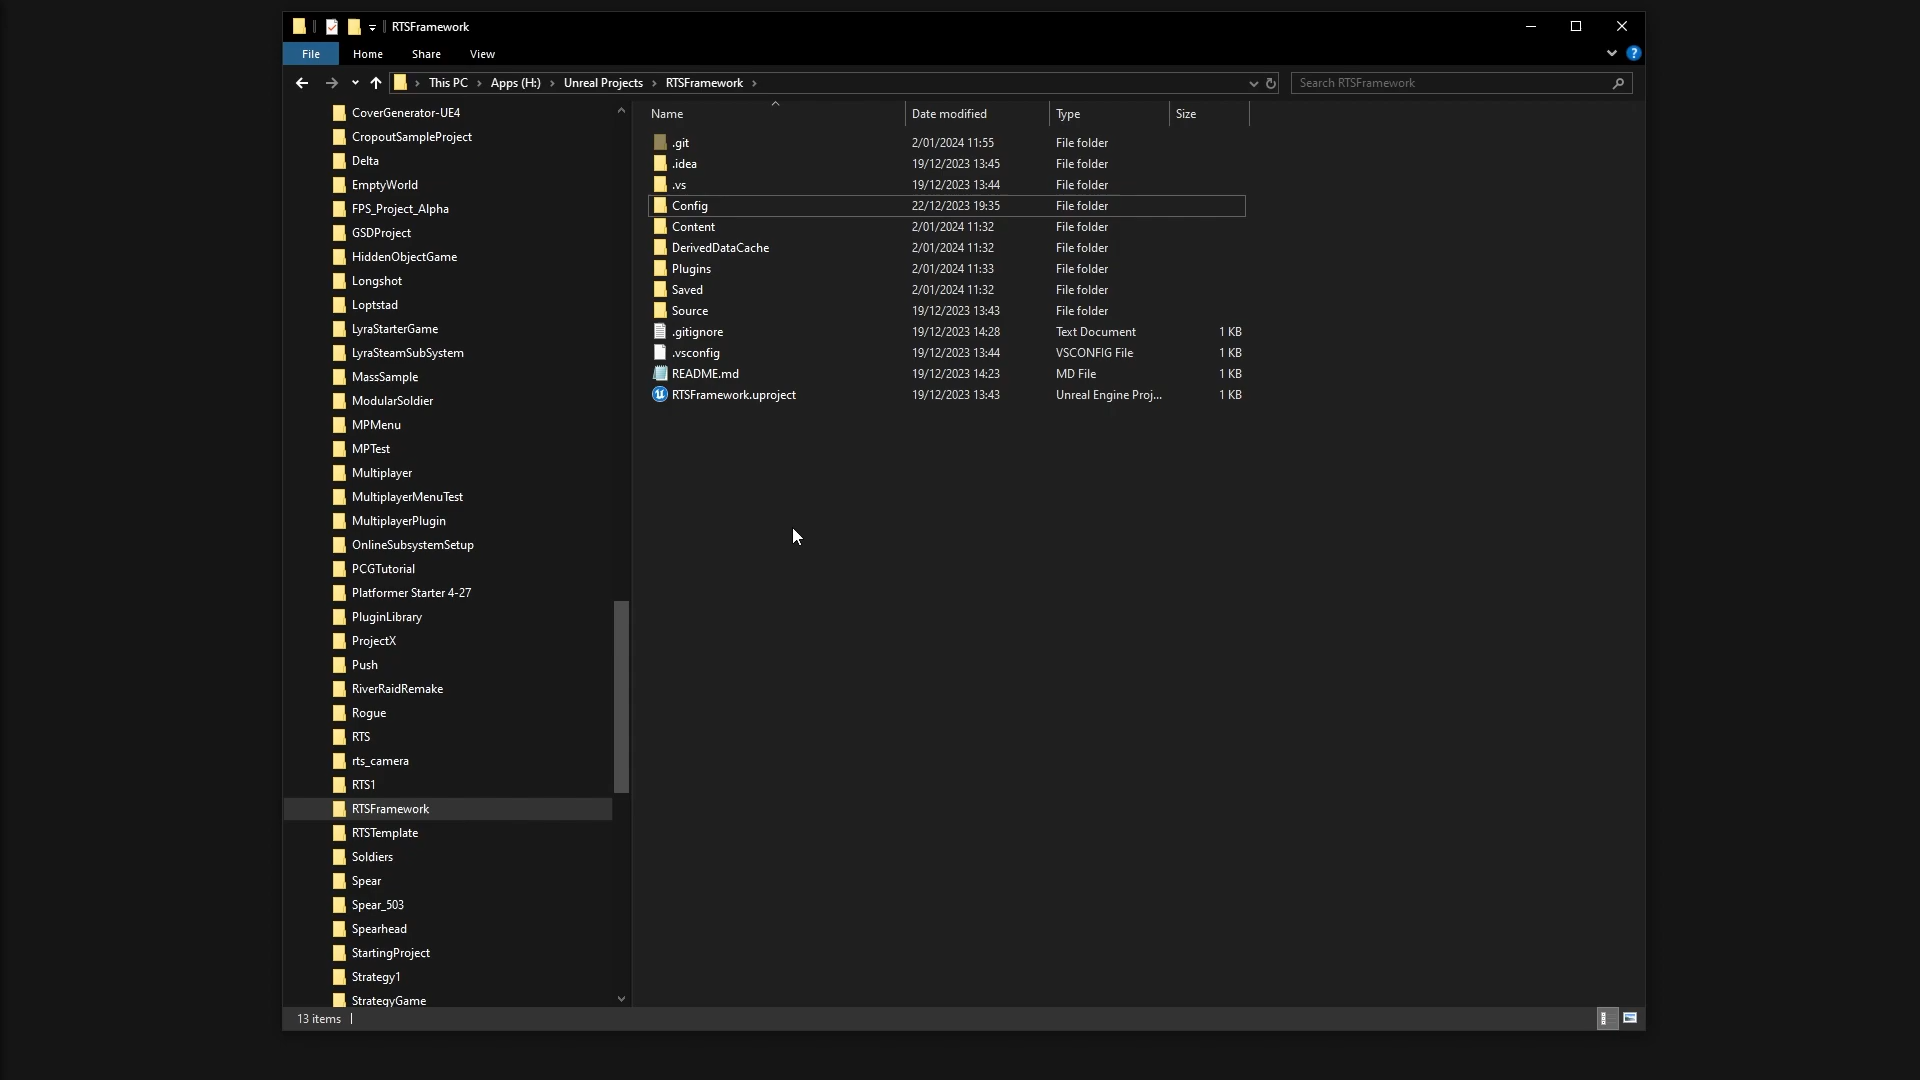 RTSFramework
File Home Share View
This PC Apps (H:) Unreal Projects RTSFramework
Search RTSFramework
CoverGenerator-UE4
CropoutSampleProject
Delta
EmptyWorld
FPS_Project_Alpha
GSDProject
HiddenObjectGame
Longshot
Loptstad
LyraStarterGame
LyraSteamSubSystem
MassSample
ModularSoldier
MPMenu
MPTest
Multiplayer
MultiplayerMenuTest
MultiplayerPlugin
OnlineSubsystemSetup
PCGTutorial
Platformer Starter 4-27
PluginLibrary
ProjectX
Push
RiverRaidRemake
Rogue
RTS
rts_camera
RTS1
RTSFramework
RTSTemplate
Soldiers
Spear
Spear_503
Spearhead
StartingProject
Strategy1
StrategyGame
Name Date modified Type Size
.git 2/01/2024 11:55 File folder
.idea 19/12/2023 13:45 File folder
.vs 19/12/2023 13:44 File folder
Config 22/12/2023 19:35 File folder
Content 2/01/2024 11:32 File folder
DerivedDataCache 2/01/2024 11:32 File folder
Plugins 2/01/2024 11:33 File folder
Saved 2/01/2024 11:32 File folder
Source 19/12/2023 13:43 File folder
.gitignore 19/12/2023 14:28 Text Document 1 KB
.vsconfig 19/12/2023 13:44 VSCONFIG File 1 KB
README.md 19/12/2023 14:23 MD File 1 KB
RTSFramework.uproject 19/12/2023 13:43 Unreal Engine Proj... 1 KB
13 items